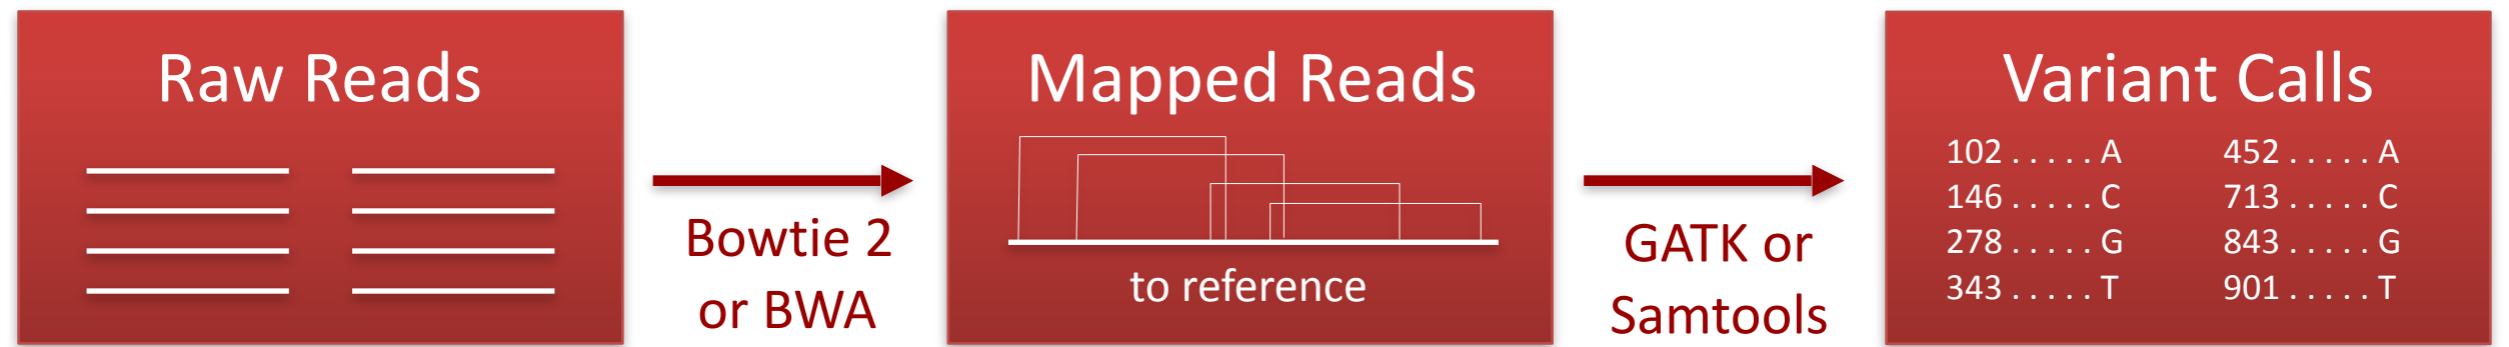 Raw Reads
Bowtie 2
or BWA
Mapped Reads
to reference
GATK or
Samtools
Variant Calls
102 . . . . . A
146 . . . . . C
278 . . . . . G
343 . . . . . T
452 . . . . . A
713 . . . . . C
843 . . . . . G
901 . . . . . T